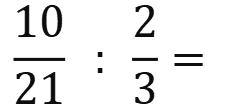 10/21 : 2/3 =